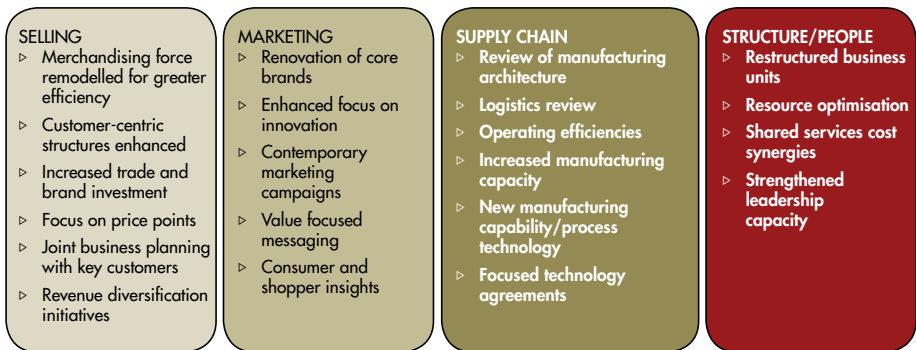 SELLING
▹ Merchandising force
remodelled for greater
efficiency
▹ Customer-centric
structures enhanced
▹ Increased trade and
brand investment
▹ Focus on price points
▹ Joint business planning
with key customers
▹ Revenue diversification
initiatives
MARKETING
▹ Renovation of core
brands
▹ Enhanced focus on
innovation
▹ Contemporary
marketing
campaigns
▹ Value focused
messaging
▹ Consumer and
shopper insights
SUPPLY CHAIN
▹ Review of manufacturing
architecture
▹ Logistics review
▹ Operating efficiencies
▹ Increased manufacturing
capacity
▹ New manufacturing
capability/process
technology
▹ Focused technology
agreements
STRUCTURE/PEOPLE
▹ Restructured business
units
▹ Resource optimisation
▹ Shared services cost
synergies
▹ Strengthened
leadership
capacity